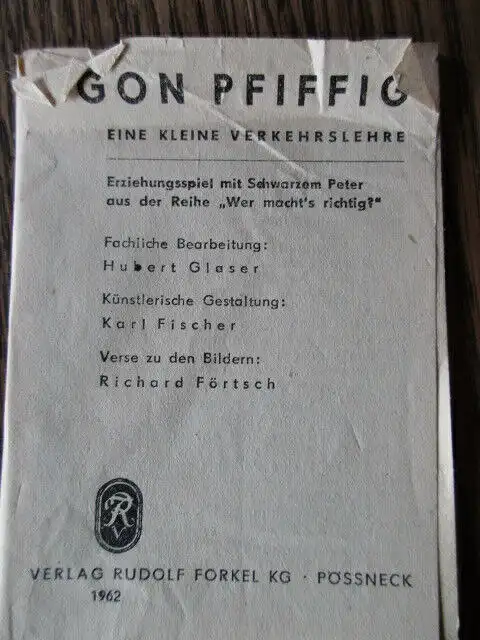 GON PFIFFIG
EINE KLEINE VERKEHRSLEHRE
Erziehungsspiel mit Schwarzem Peter
aus der Reihe „Wer macht's richtig?"
Fachliche Bearbeitung:
Hubert Glaser
Künstlerische Gestaltung:
Karl Fischer
Verse zu den Bildern:
Richard Förtsch
R
V
VERLAG RUDOLF FORKEL KG · PÖSSNECK
1962